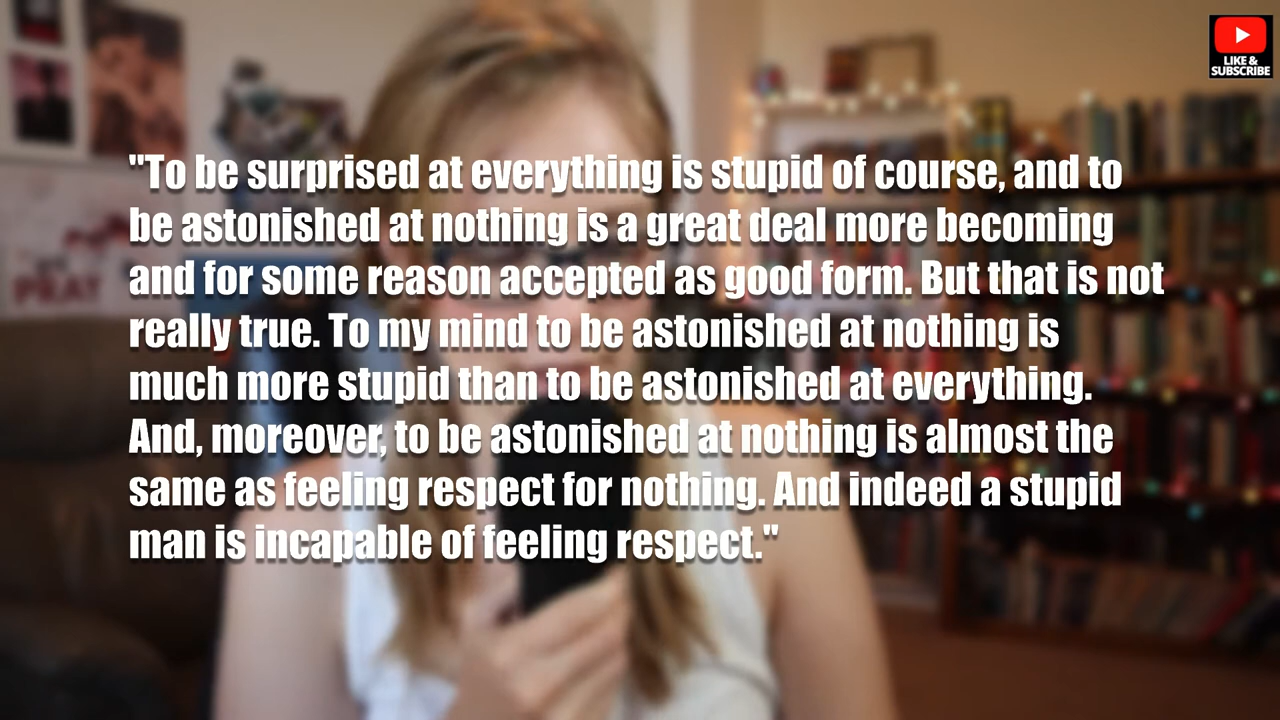 LIKE &
SUBSCRIBE
"To be surprised at everything is stupid of course, and to
be astonished at nothing is a great deal more becoming
and for some reason accepted as good form. But that is not
really true. To my mind to be astonished at nothing is
much more stupid than to be astonished at everything.
And, moreover, to be astonished at nothing is almost the
same as feeling respect for nothing. And indeed a stupid
man is incapable of feeling respect."
PRAY